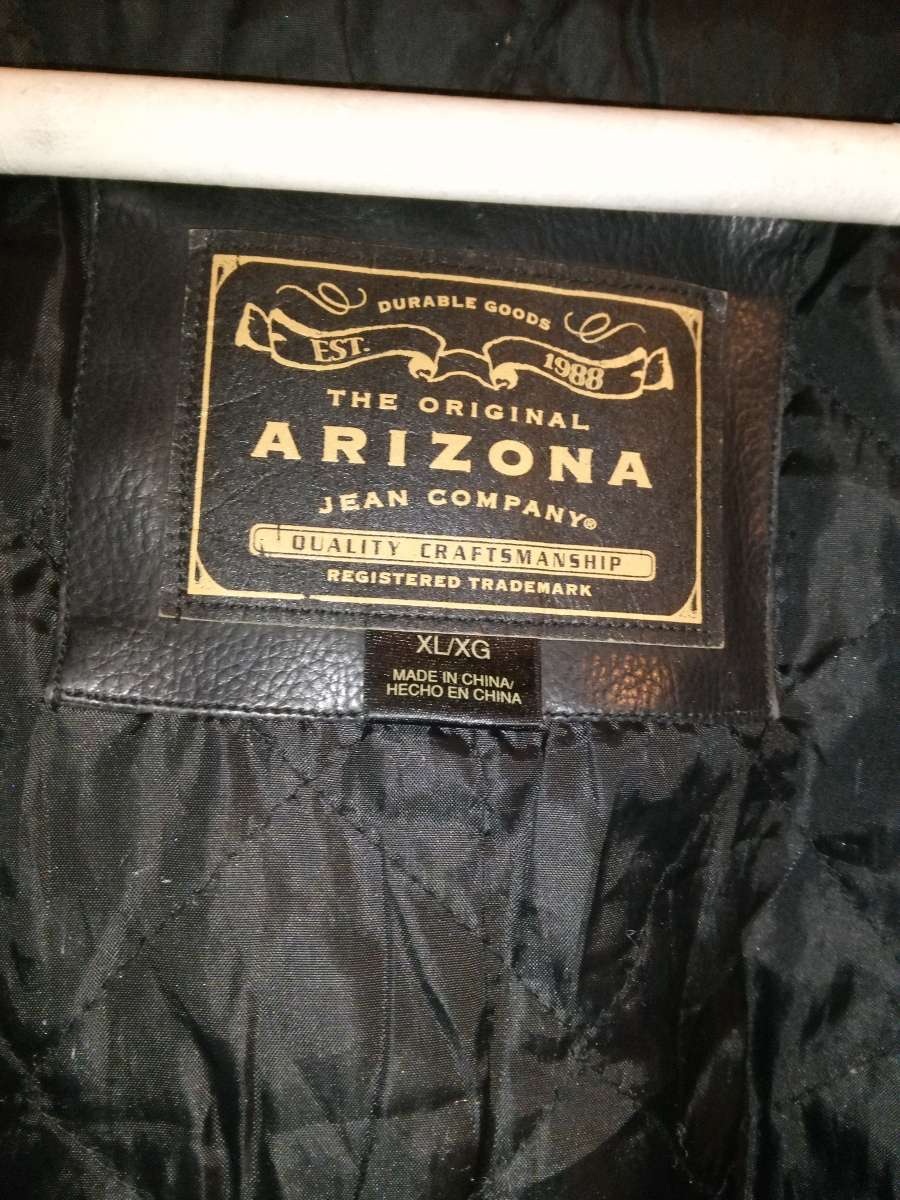 DURABLE GOODS
EST. 1988
THE ORIGINAL
ARIZONA
JEAN COMPANY®
QUALITY CRAFTSMANSHIP
REGISTERED TRADEMARK
XL/XG
MADE IN CHINA/
HECHO EN CHINA